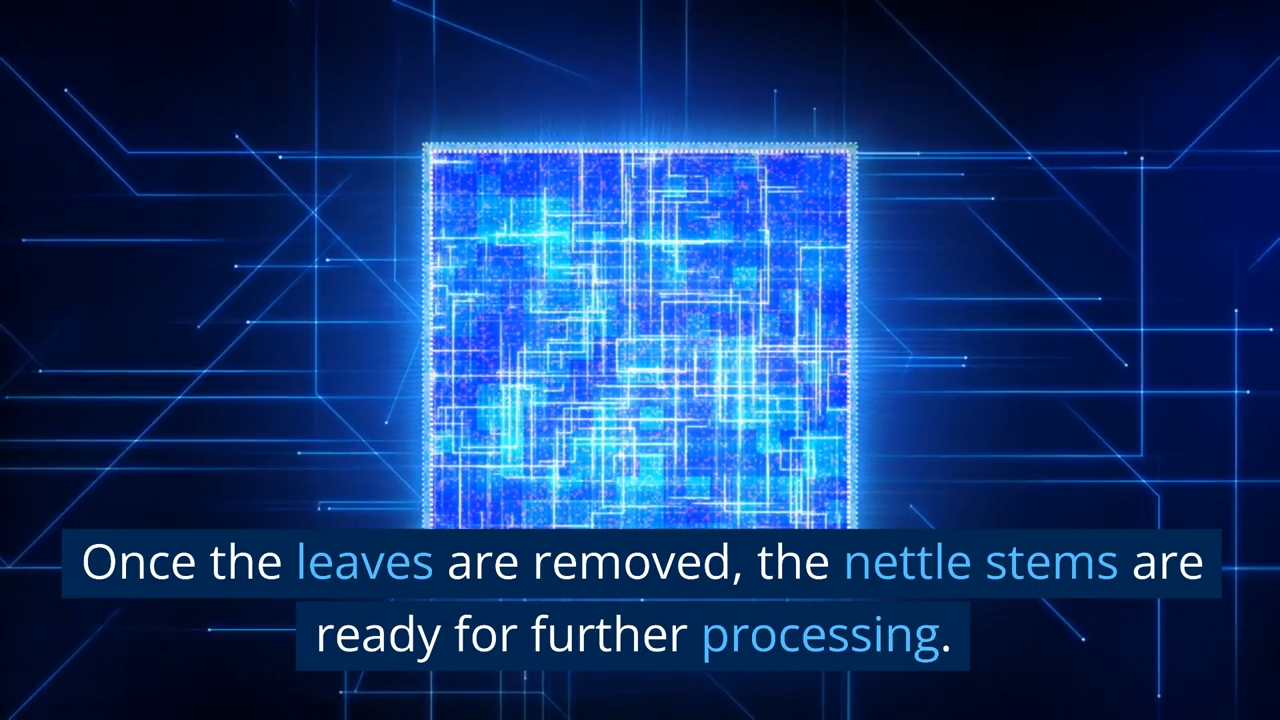 Once the leaves are removed, the nettle stems are
ready for further processing.